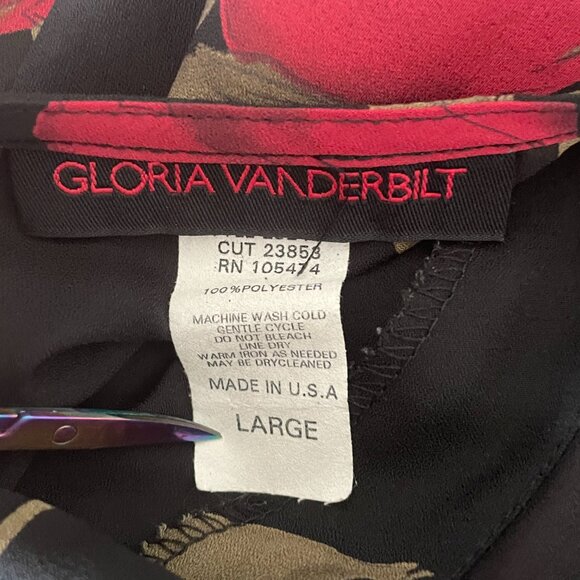 GLORIA VANDERBILT
CUT 23853
RN 105474
100%POLYESTER
MACHINE WASH COLD
GENTLE CYCLE
DO NOT BLEACH
LINE DRY
WARM IRON AS NEEDED
MAY BE DRYCLEANED
MADE IN U.S.A
LARGE